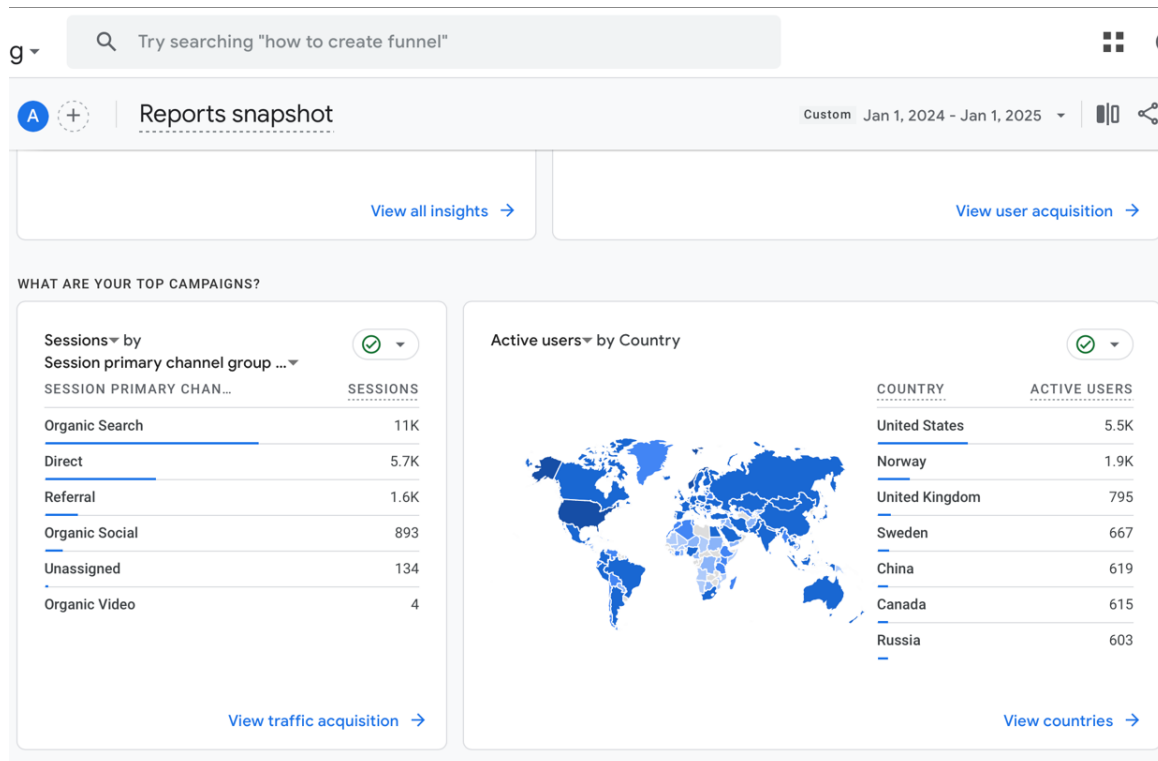 g
Try searching "how to create funnel"
A
Reports snapshot
Custom Jan 1, 2024 - Jan 1, 2025
View all insights
View user acquisition
WHAT ARE YOUR TOP CAMPAIGNS?
Sessions by
Session primary channel group ...
SESSION PRIMARY CHAN... SESSIONS
Organic Search 11K
Direct 5.7K
Referral 1.6K
Organic Social 893
Unassigned 134
Organic Video 4
View traffic acquisition
Active users by Country
COUNTRY ACTIVE USERS
United States 5.5K
Norway 1.9K
United Kingdom 795
Sweden 667
China 619
Canada 615
Russia 603
View countries